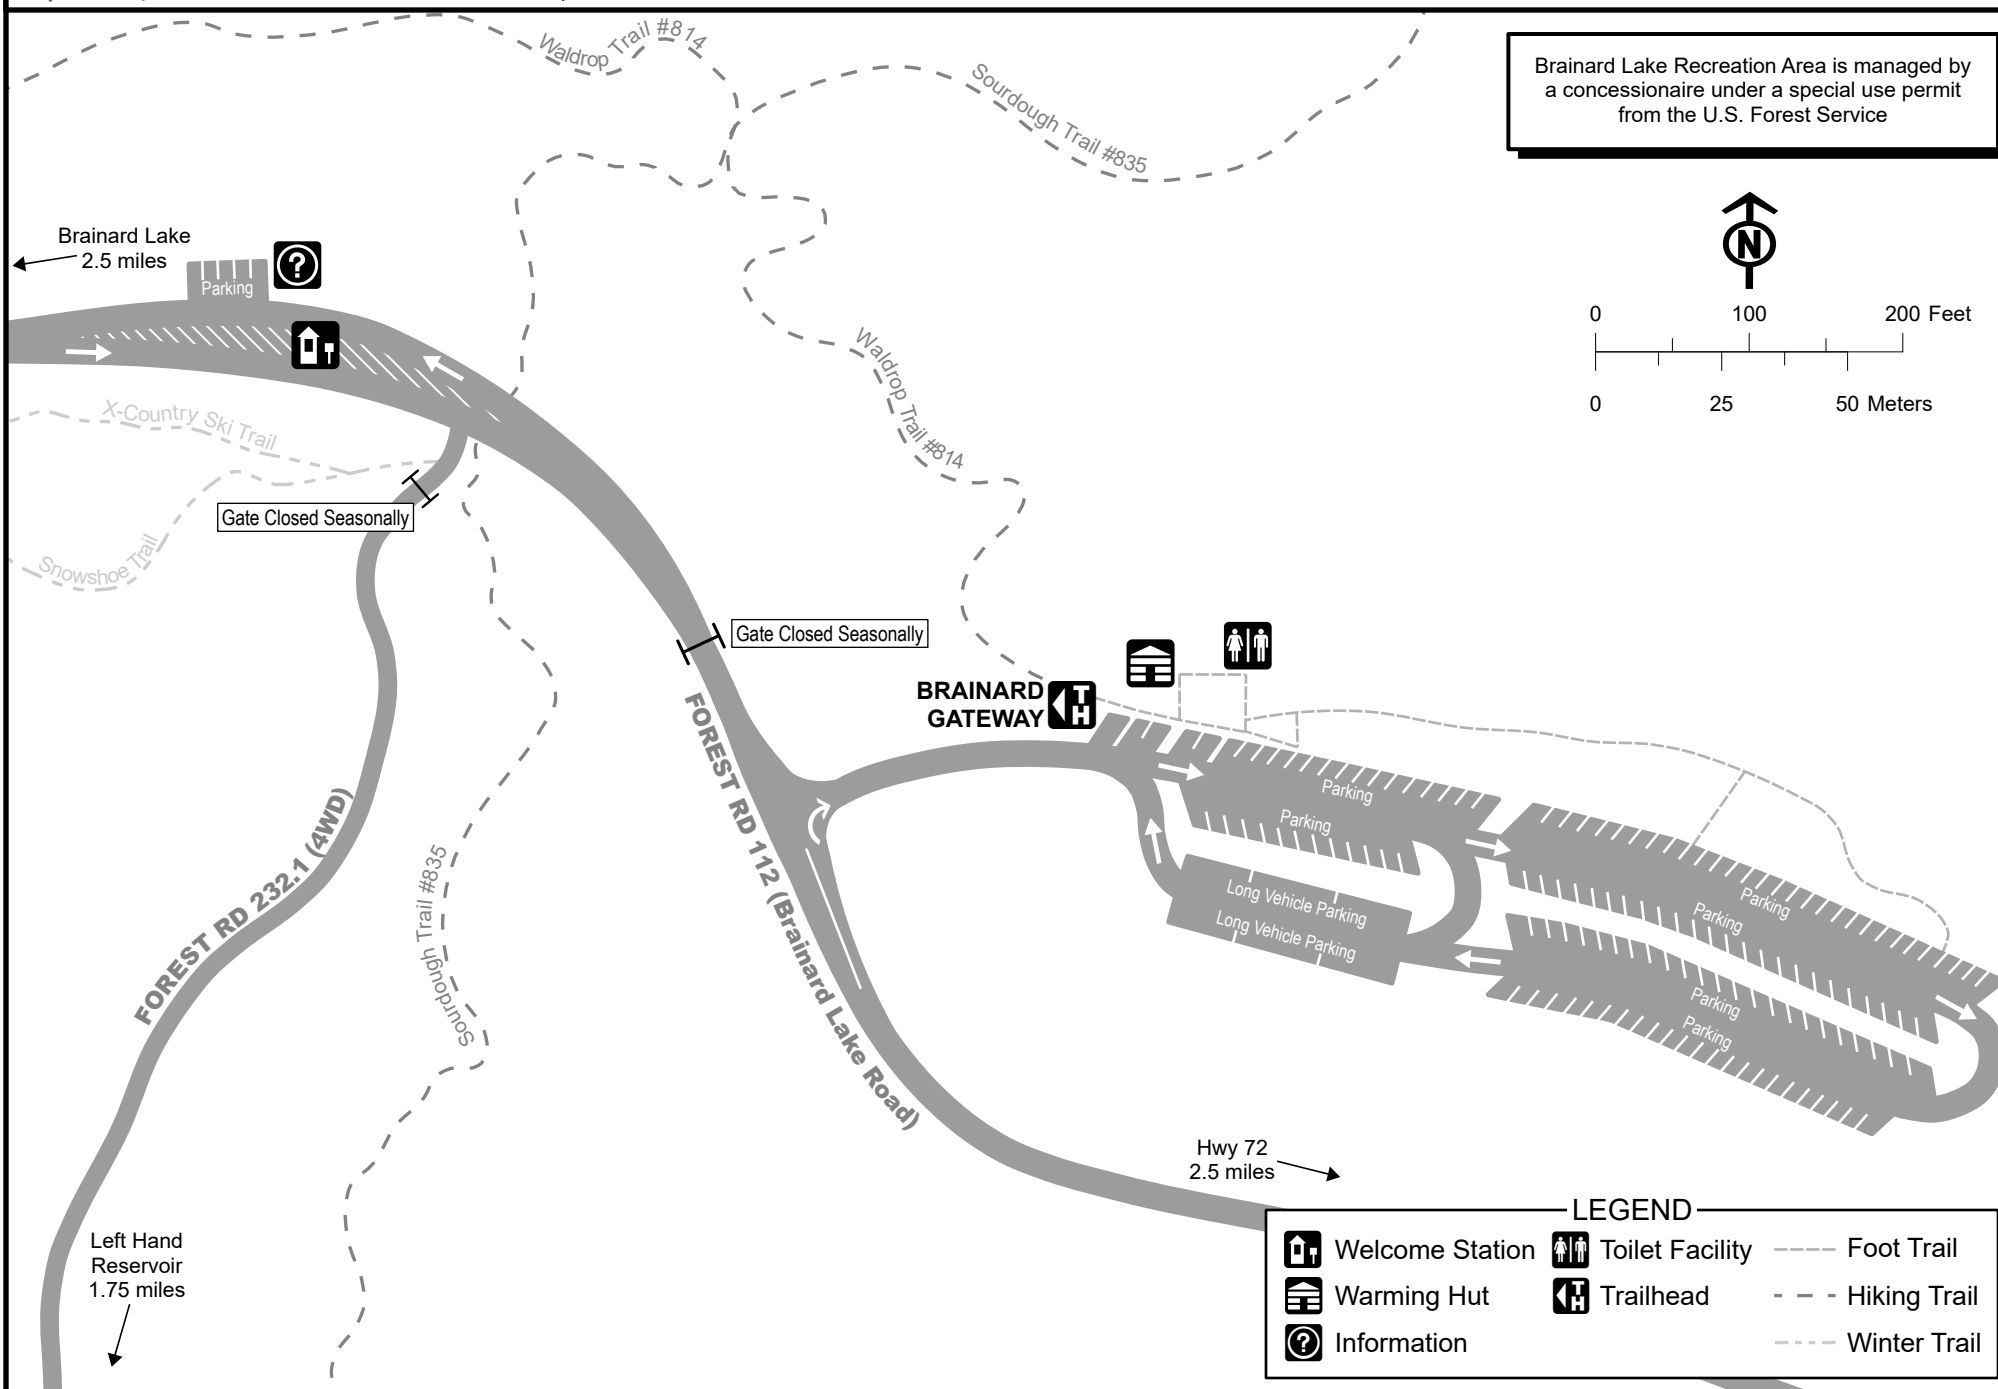 Waldrop Trail #814
Sourdough Trail #835
Brainard Lake Recreation Area is managed by
a concessionaire under a special use permit
from the U.S. Forest Service
N
0 100 200 Feet
0 25 50 Meters
Brainard Lake
2.5 miles
Parking
?
X-Country Ski Trail
Gate Closed Seasonally
Snowshoe Trail
Waldrop Trail #814
Gate Closed Seasonally
BRAINARD
GATEWAY
TH
FOREST RD 112 (Brainard Lake Road)
FOREST RD 232.1 (4WD)
Sourdough Trail #835
Parking
Parking
Long Vehicle Parking
Long Vehicle Parking
Parking
Parking
Parking
Parking
Hwy 72
2.5 miles
Left Hand
Reservoir
1.75 miles
LEGEND
Welcome Station
Toilet Facility
Foot Trail
Warming Hut
TH
Trailhead
Hiking Trail
?
Information
Winter Trail